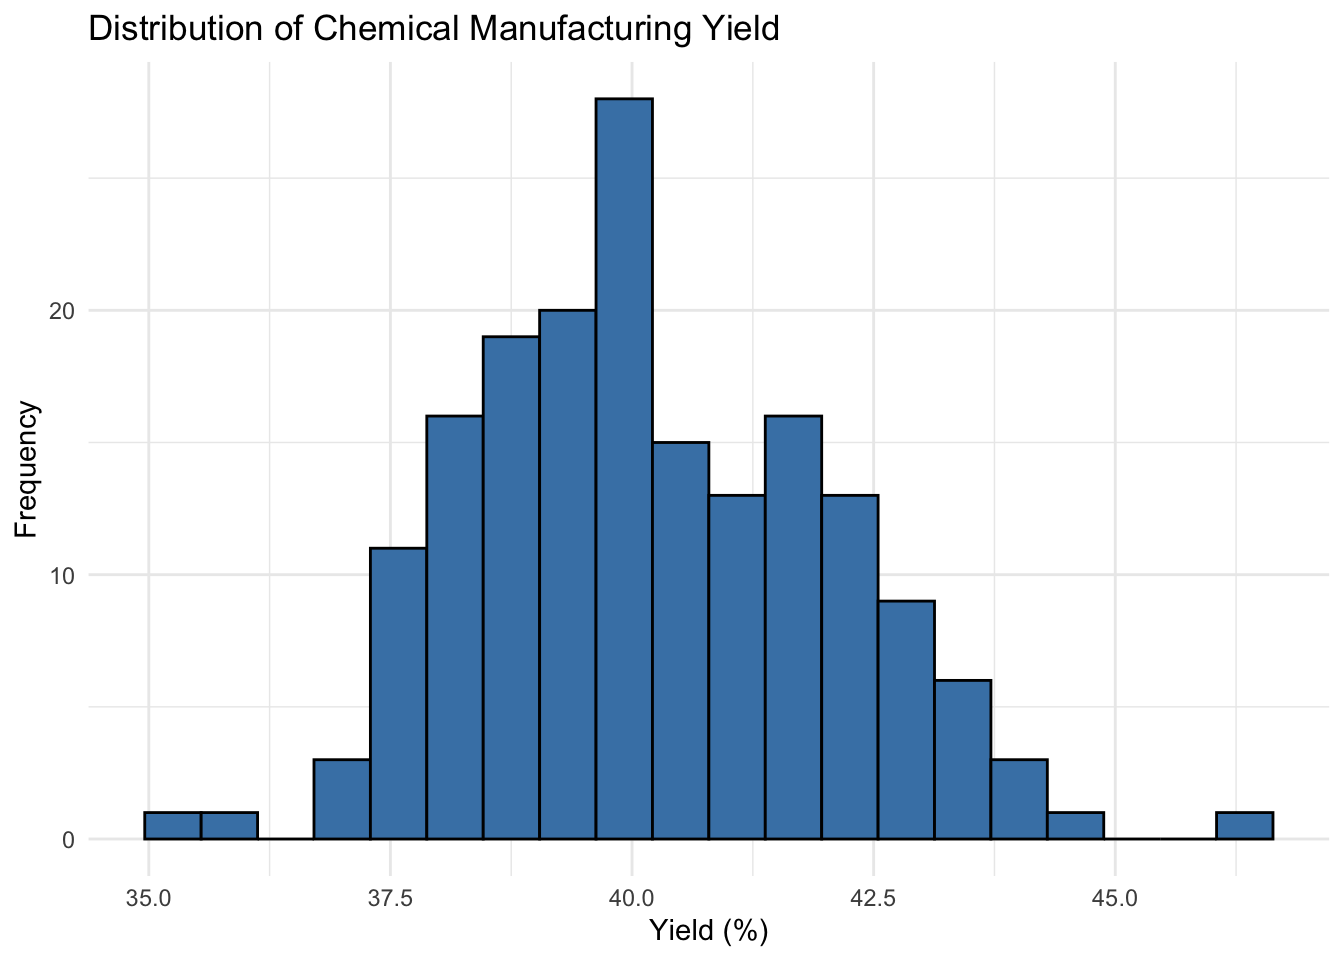 Distribution of Chemical Manufacturing Yield
Frequency
20
10
0
35.0 37.5 40.0 42.5 45.0
Yield (%)